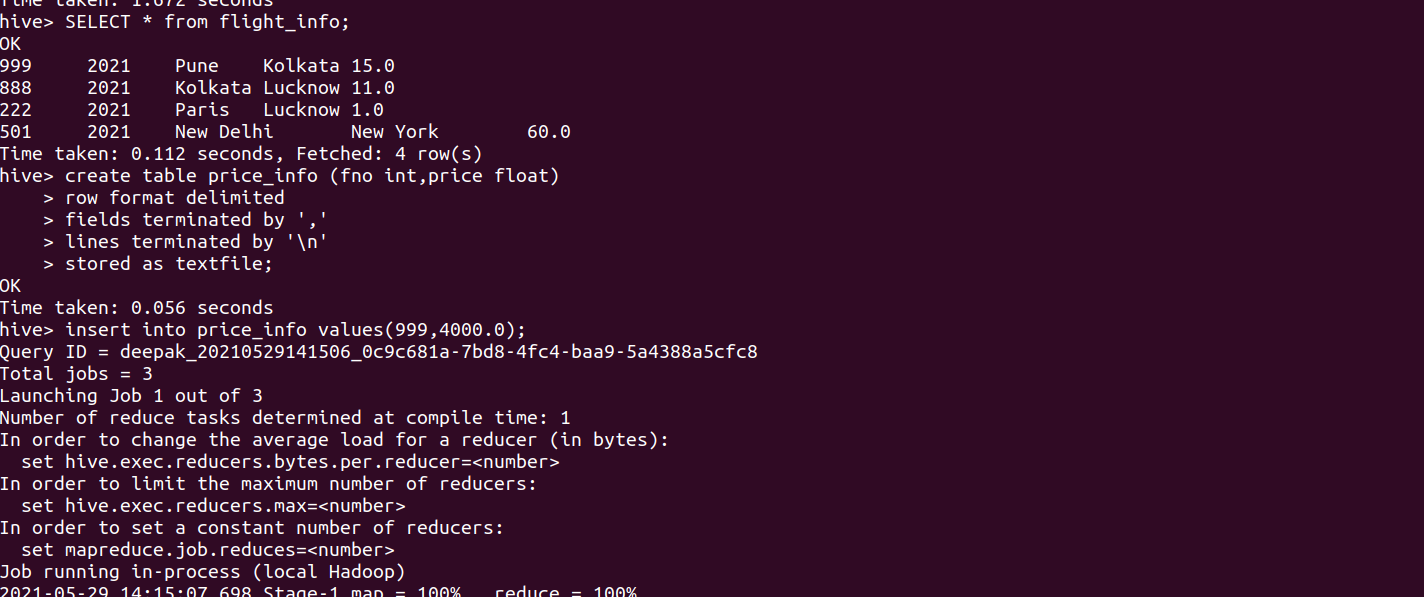 Time taken: 1.672 seconds
hive> SELECT * from flight_info;
OK
999     2021    Pune    Kolkata 15.0
888     2021    Kolkata Lucknow 11.0
222     2021    Paris   Lucknow 1.0
501     2021    New Delhi       New York        60.0
Time taken: 0.112 seconds, Fetched: 4 row(s)
hive> create table price_info (fno int,price float)
    > row format delimited
    > fields terminated by ','
    > lines terminated by '\n'
    > stored as textfile;
OK
Time taken: 0.056 seconds
hive> insert into price_info values(999,4000.0);
Query ID = deepak_20210529141506_0c9c681a-7bd8-4fc4-baa9-5a4388a5cfc8
Total jobs = 3
Launching Job 1 out of 3
Number of reduce tasks determined at compile time: 1
In order to change the average load for a reducer (in bytes):
  set hive.exec.reducers.bytes.per.reducer=<number>
In order to limit the maximum number of reducers:
  set hive.exec.reducers.max=<number>
In order to set a constant number of reducers:
  set mapreduce.job.reduces=<number>
Job running in-process (local Hadoop)
2021-05-29 14:15:07,698 Stage-1 map = 100%,  reduce = 100%